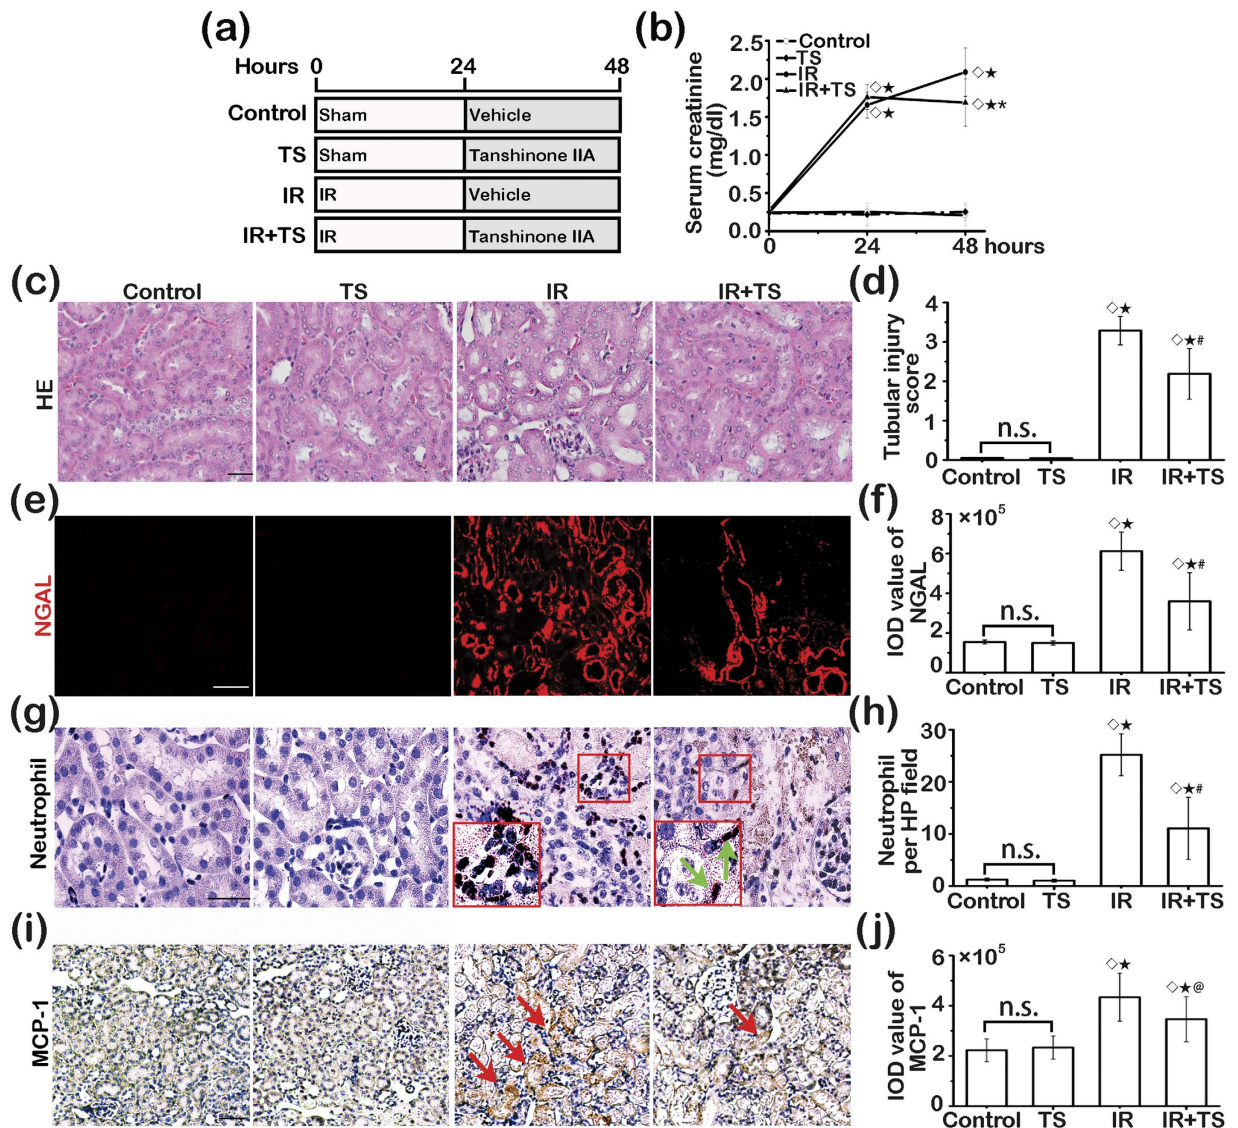 (a)
Hours 0 24 48
Control Sham Vehicle
TS Sham Tanshinone IIA
IR IR Vehicle
IR+TS IR Tanshinone IIA
(b)
Serum creatinine
(mg/dl)
2.5
2.0
1.5
1.0
0.5
0.0
Control
TS
IR
IR+TS
◇★
◇★
◇★
◇★*
0 24 48 hours
(c)
Control TS IR IR+TS
HE
(d)
Tubular injury
score
4
3
2
1
0
n.s.
◇★
◇★#
Control TS IR IR+TS
(e)
NGAL
(f)
IOD value of
NGAL
8 ×10⁵
6
4
2
0
n.s.
◇★
◇★#
Control TS IR IR+TS
(g)
Neutrophil
(h)
Neutrophil
per HP field
30
20
10
0
n.s.
◇★
◇★#
Control TS IR IR+TS
(i)
MCP-1
(j)
IOD value of
MCP-1
6 ×10⁵
4
2
0
n.s.
◇★
◇★@
Control TS IR IR+TS